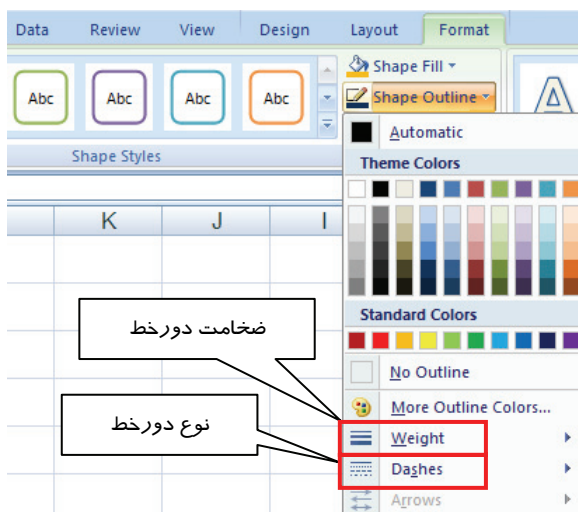 Data Review View Design Layout Format
Shape Fill
Abc Abc Abc Abc Shape Outline A
Automatic
Shape Styles Theme Colors
K J I
Standard Colors
ضخامت دورخط
No Outline
More Outline Colors...
نوع دورخط Weight
Dashes
Arrows